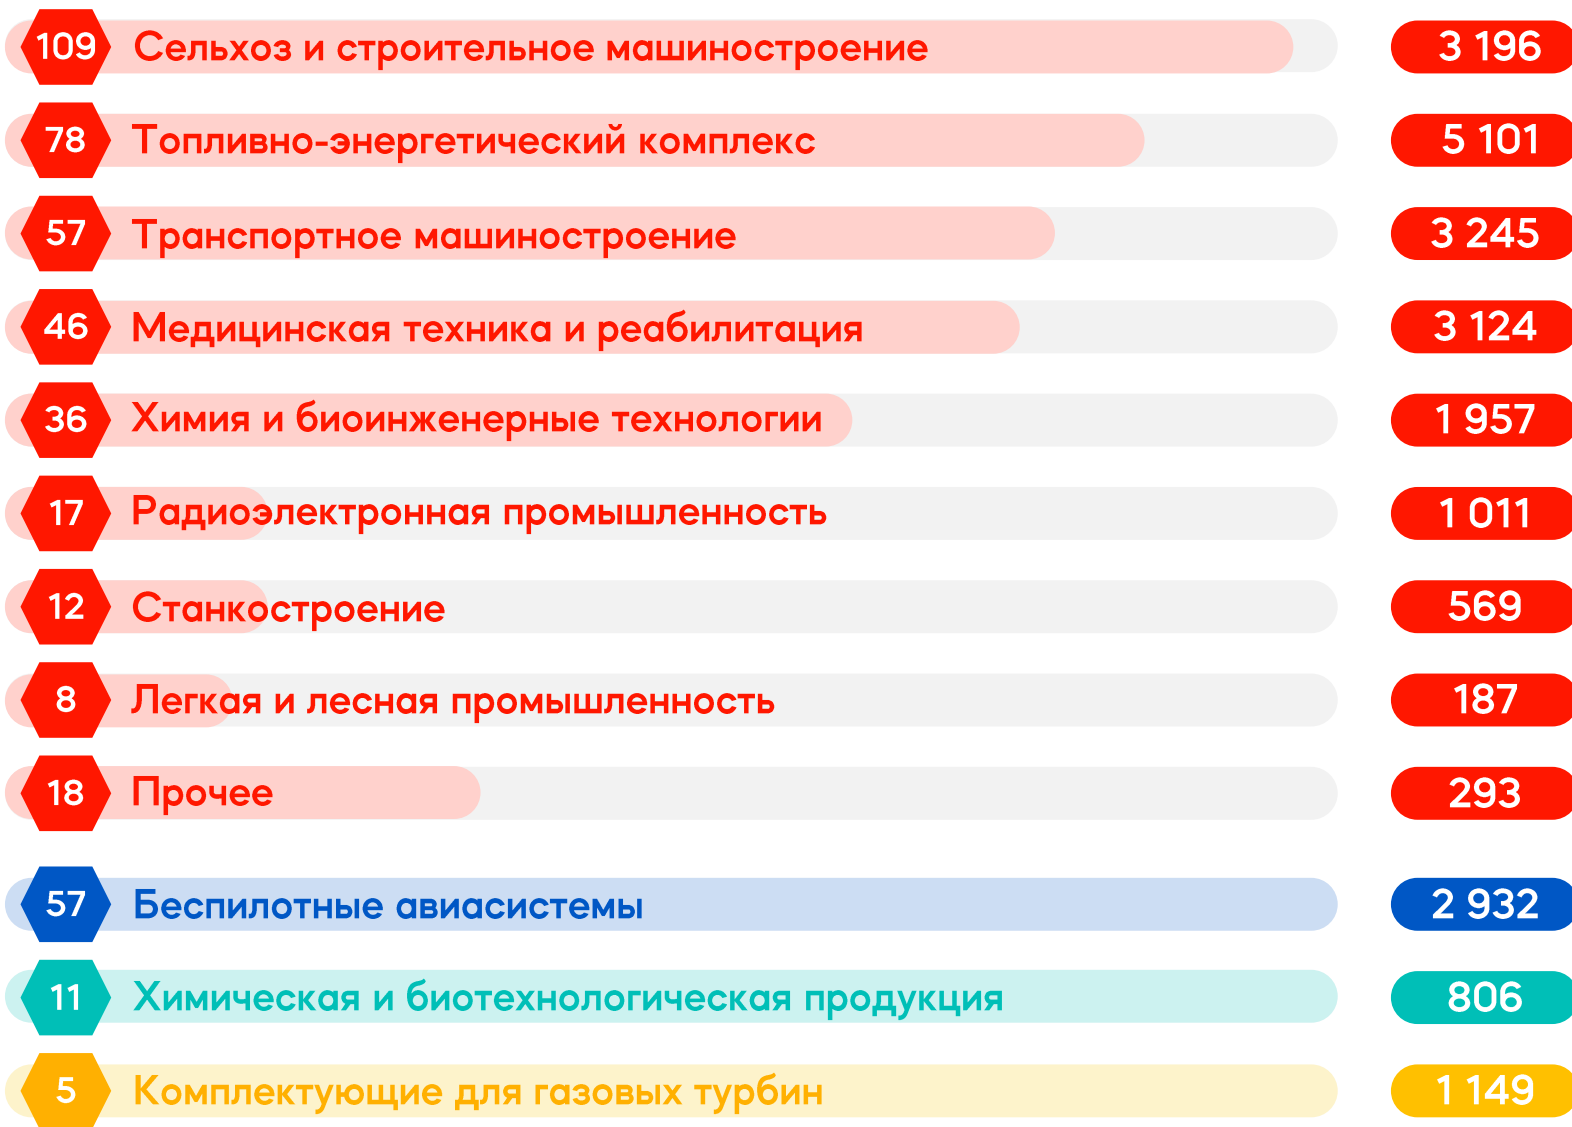 109 Сельхоз и строительное машиностроение 3 196
78 Топливно-энергетический комплекс 5 101
57 Транспортное машиностроение 3 245
46 Медицинская техника и реабилитация 3 124
36 Химия и биоинженерные технологии 1 957
17 Радиоэлектронная промышленность 1 011
12 Станкостроение 569
8 Легкая и лесная промышленность 187
18 Прочее 293
57 Беспилотные авиасистемы 2 932
11 Химическая и биотехнологическая продукция 806
5 Комплектующие для газовых турбин 1 149